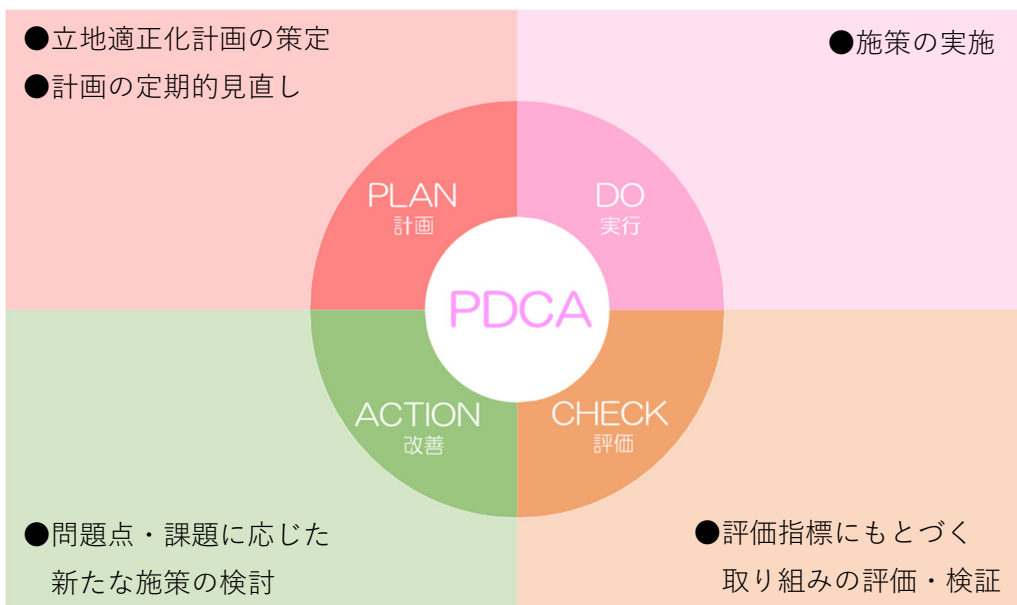 ●立地適正化計画の策定
●計画の定期的見直し
●施策の実施
PLAN
計画
DO
実行
PDCA
ACTION
改善
CHECK
評価
●問題点・課題に応じた
新たな施策の検討
●評価指標にもとづく
取り組みの評価・検証